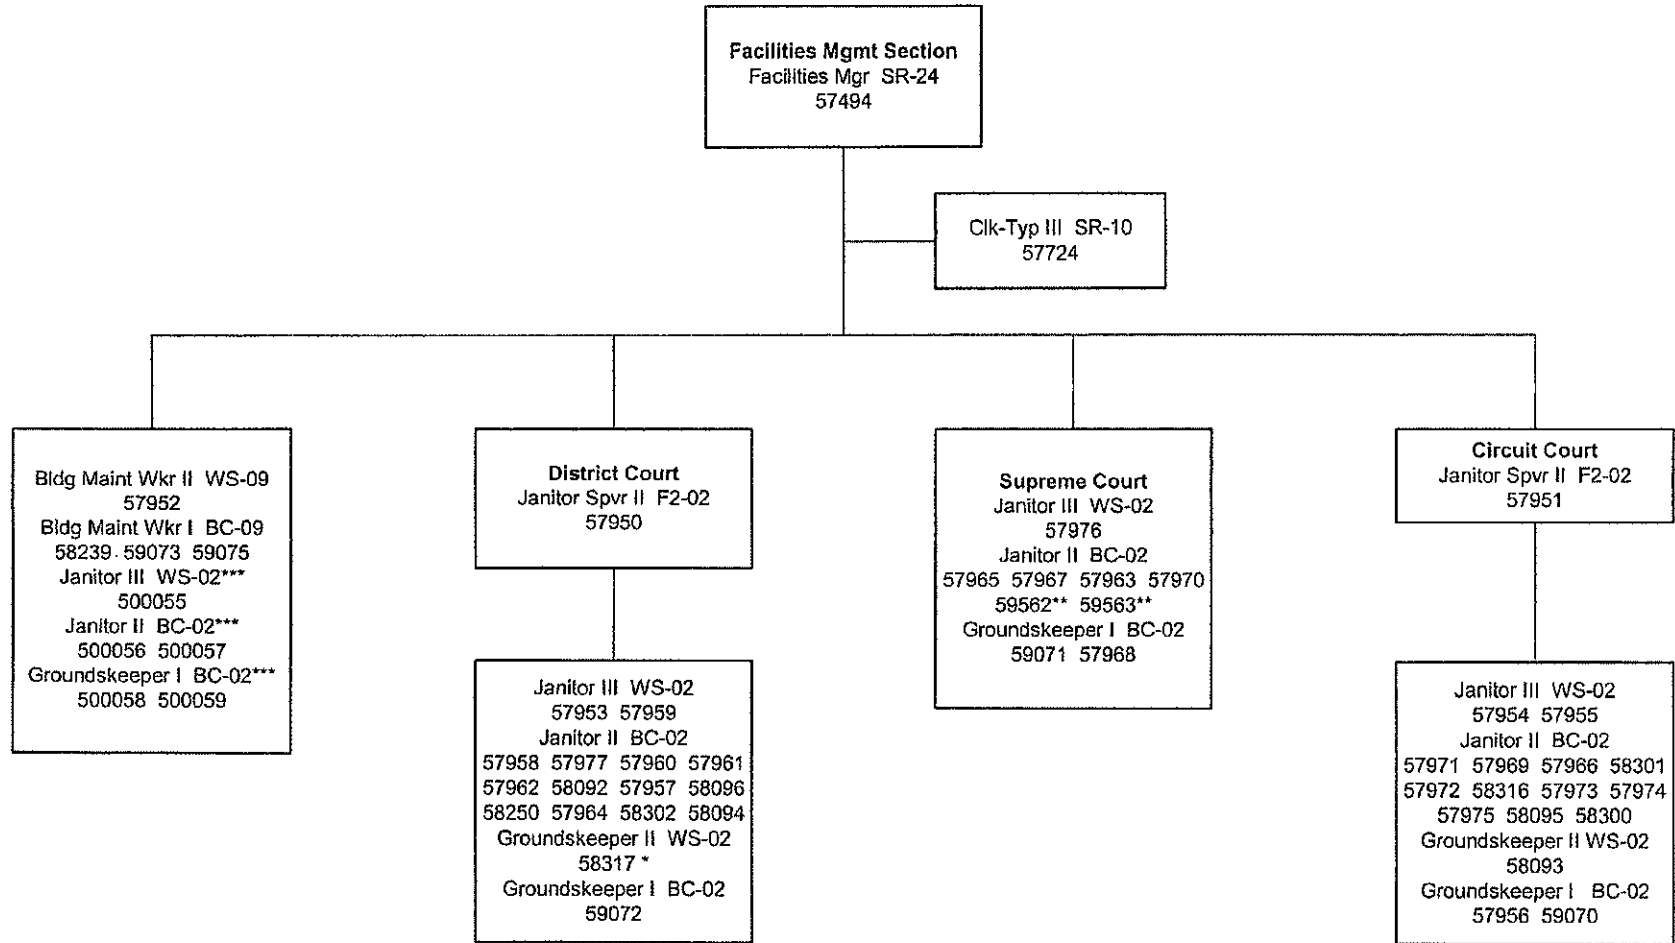 Facilities Mgmt Section
Facilities Mgr SR-24
57494
Clk-Typ III SR-10
57724
Bldg Maint Wkr II WS-09
57952
Bldg Maint Wkr I BC-09
58239 59073 59075
Janitor III WS-02***
500055
Janitor II BC-02***
500056 500057
Groundskeeper I BC-02***
500058 500059
District Court
Janitor Spvr II F2-02
57950
Janitor III WS-02
57953 57959
Janitor II BC-02
57958 57977 57960 57961
57962 58092 57957 58096
58250 57964 58302 58094
Groundskeeper II WS-02
58317 *
Groundskeeper I BC-02
59072
Supreme Court
Janitor III WS-02
57976
Janitor II BC-02
57965 57967 57963 57970
59562** 59563**
Groundskeeper I BC-02
59071 57968
Circuit Court
Janitor Spvr II F2-02
57951
Janitor III WS-02
57954 57955
Janitor II BC-02
57971 57969 57966 58301
57972 58316 57973 57974
57975 58095 58300
Groundskeeper II WS-02
58093
Groundskeeper I BC-02
57956 59070